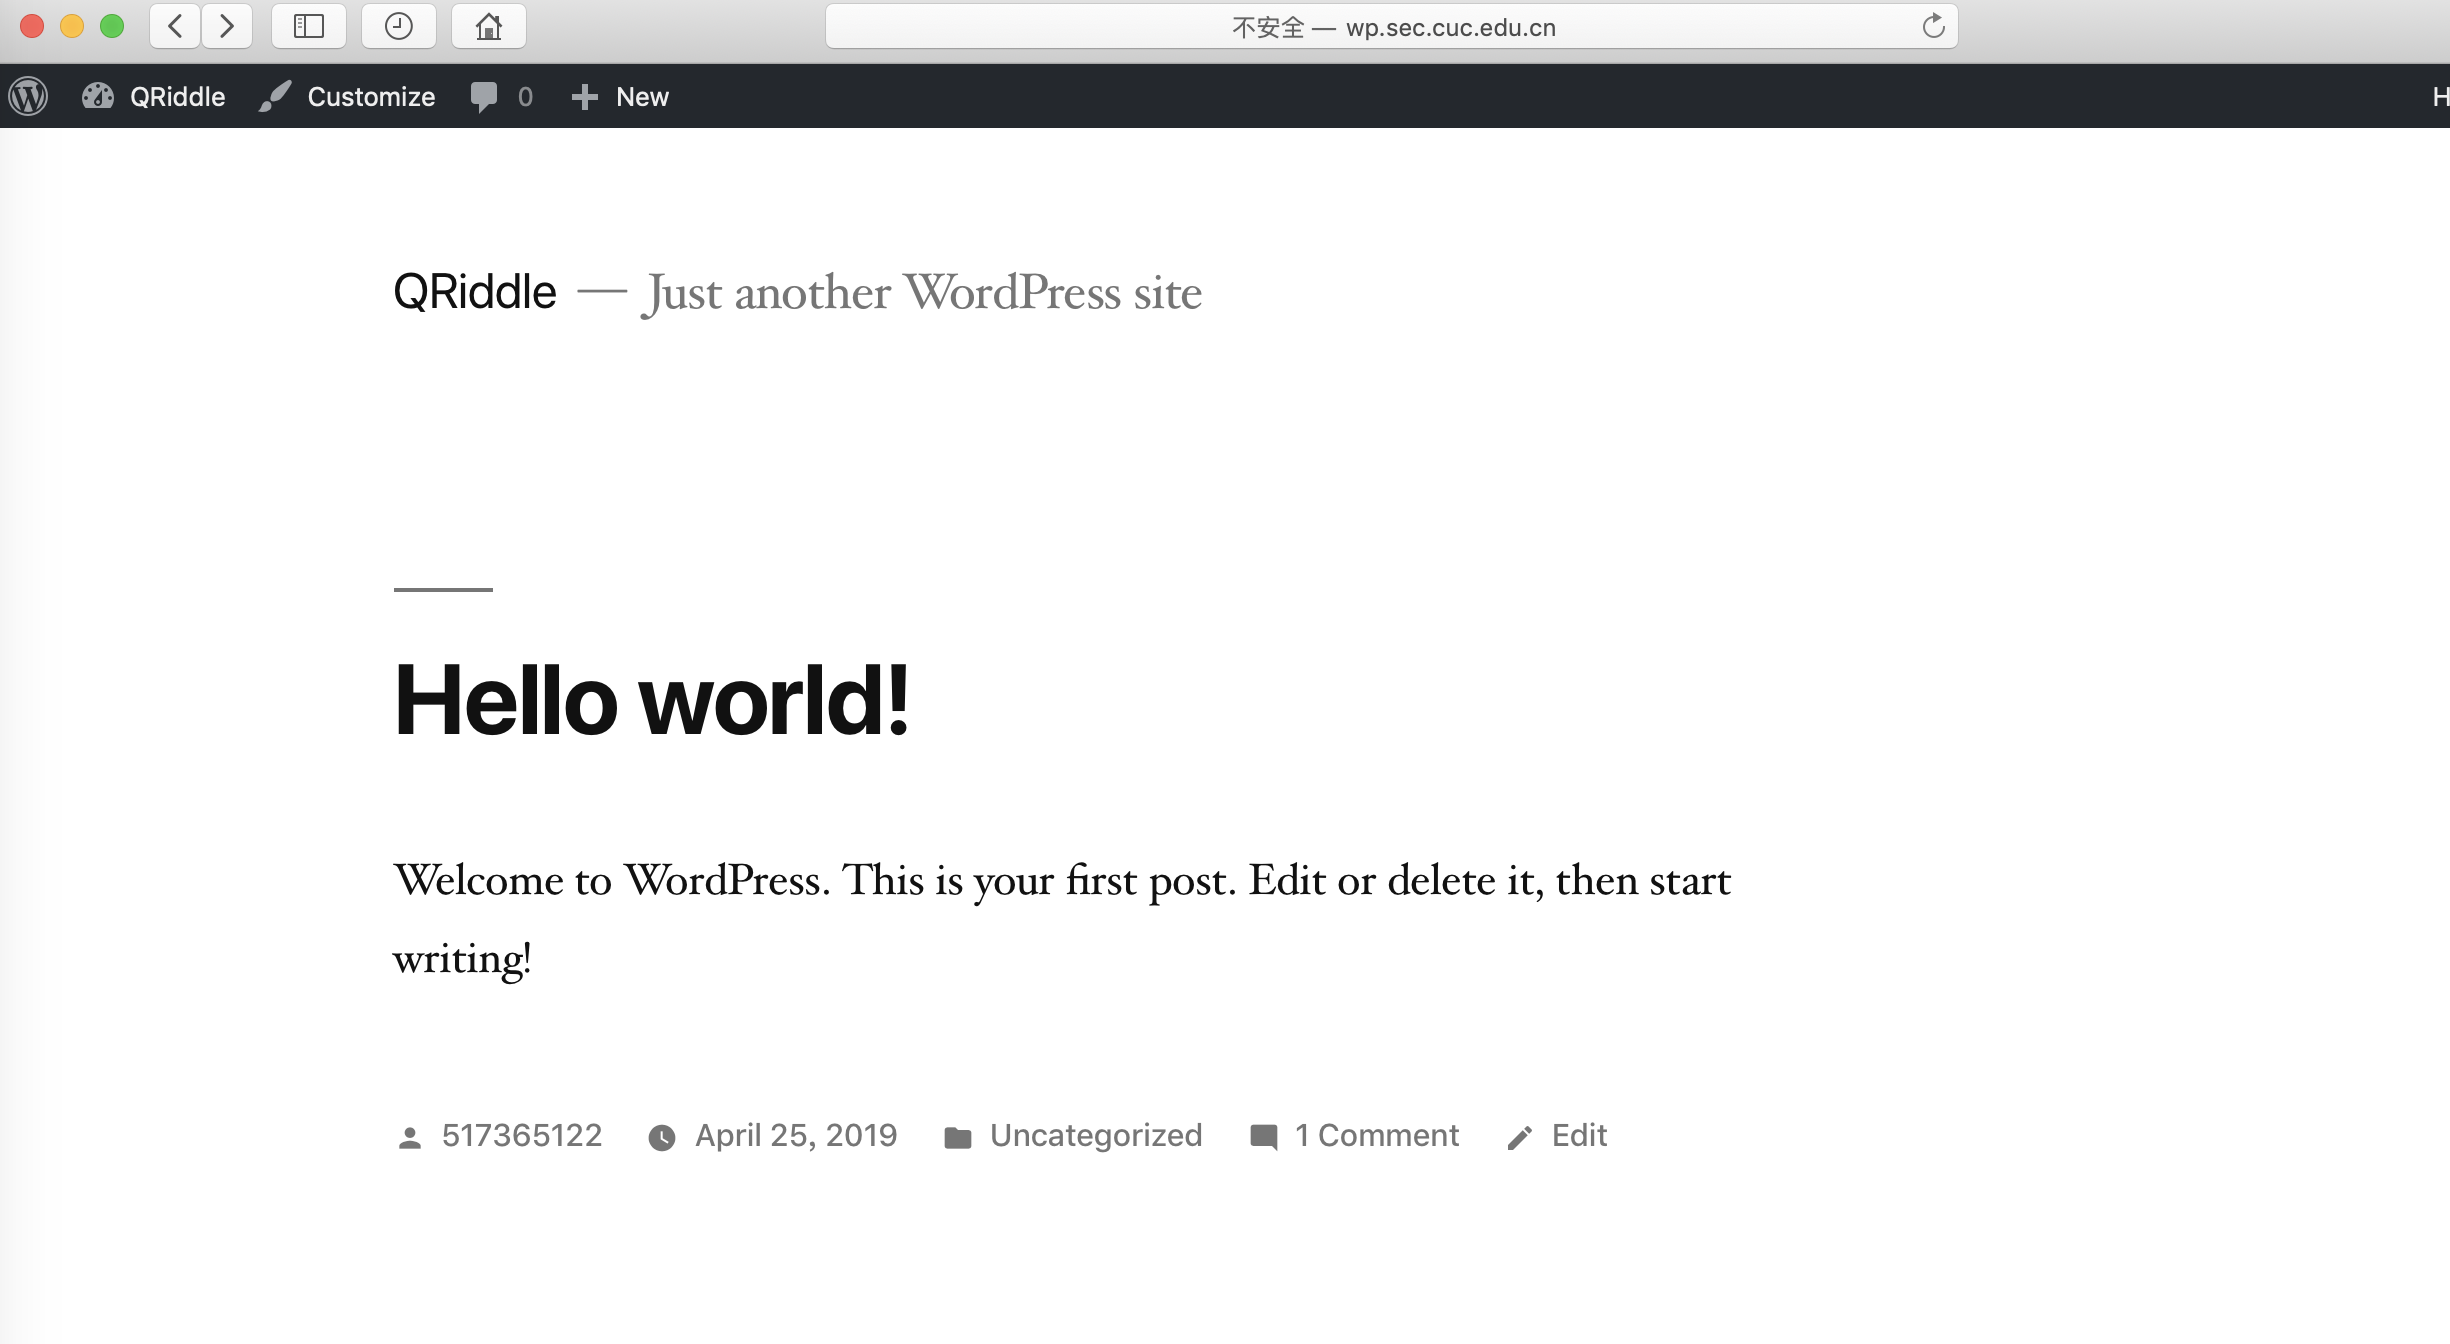 不安全 — wp.sec.cuc.edu.cn
QRiddle Customize 0 New H
QRiddle — Just another WordPress site
Hello world!
Welcome to WordPress. This is your first post. Edit or delete it, then start
writing!
517365122 April 25, 2019 Uncategorized 1 Comment Edit